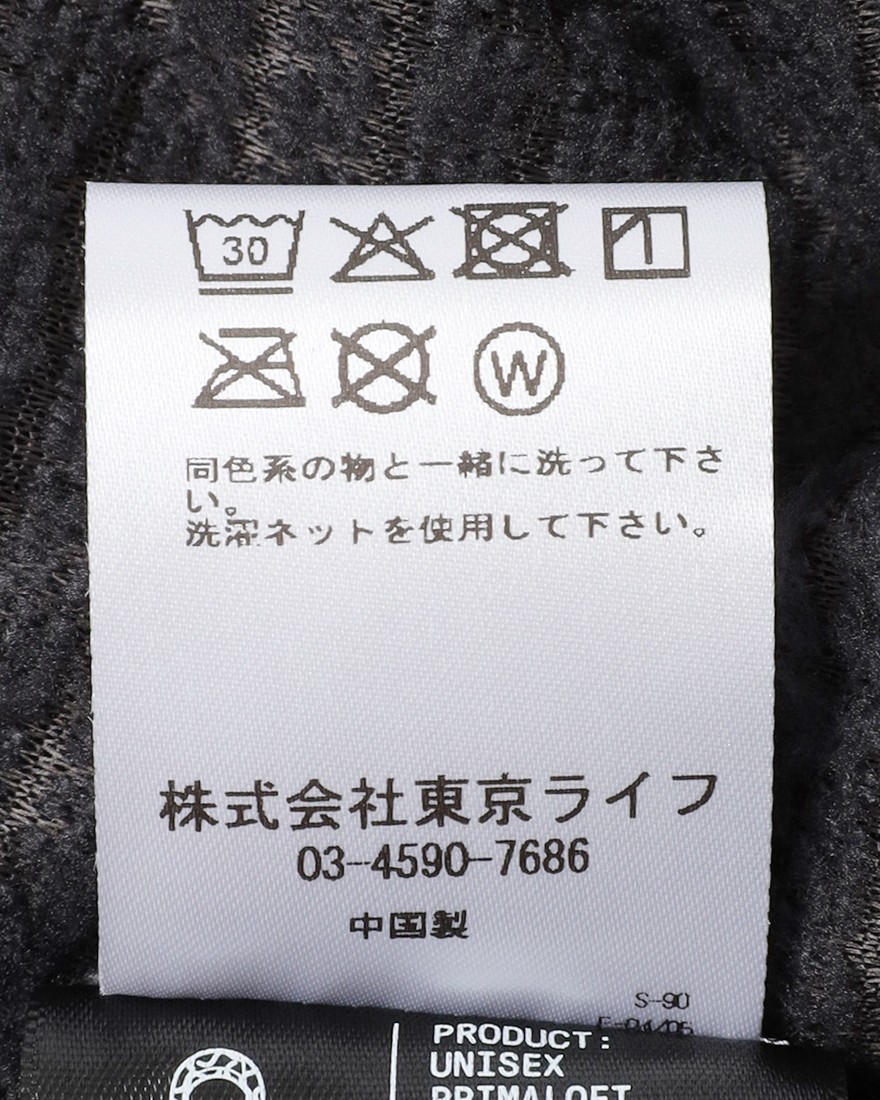 30
W
同色系の物と一緒に洗って下さ
い。
洗濯ネットを使用して下さい。
株式会社東京ライフ
03-4590-7686
中国製
S-90
PRODUCT:
UNISEX
PRIMALOFT